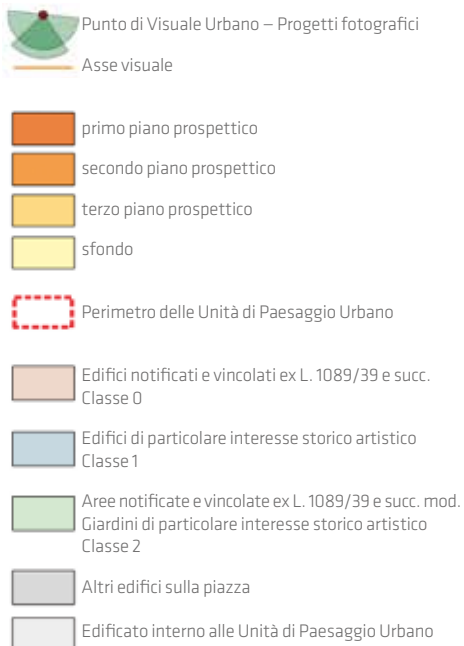 Punto di Visuale Urbano – Progetti fotografici
Asse visuale
primo piano prospettico
secondo piano prospettico
terzo piano prospettico
sfondo
Perimetro delle Unità di Paesaggio Urbano
Edifici notificati e vincolati ex L. 1089/39 e succ.
Classe 0
Edifici di particolare interesse storico artistico
Classe 1
Aree notificate e vincolate ex L. 1089/39 e succ. mod.
Giardini di particolare interesse storico artistico
Classe 2
Altri edifici sulla piazza
Edificato interno alle Unità di Paesaggio Urbano